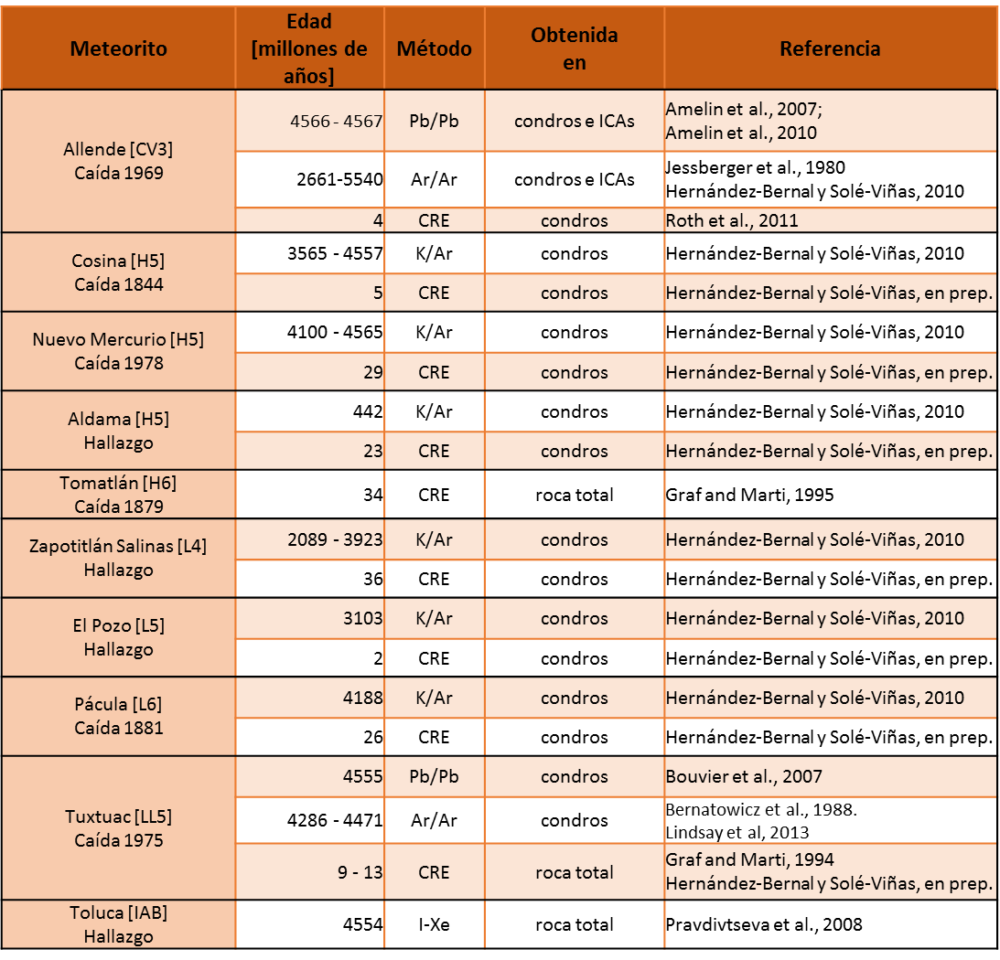 Meteorito
Edad
[millones de
años]
Método
Obtenida
en
Referencia
Allende [CV3]
Caída 1969
4566 - 4567
Pb/Pb
condros e ICAs
Amelin et al., 2007;
Amelin et al., 2010
2661-5540
Ar/Ar
condros e ICAs
Jessberger et al., 1980
Hernández-Bernal y Solé-Viñas, 2010
4
CRE
condros
Roth et al., 2011
Cosina [H5]
Caída 1844
3565 - 4557
K/Ar
condros
Hernández-Bernal y Solé-Viñas, 2010
5
CRE
condros
Hernández-Bernal y Solé-Viñas, en prep.
Nuevo Mercurio [H5]
Caída 1978
4100 - 4565
K/Ar
condros
Hernández-Bernal y Solé-Viñas, 2010
29
CRE
condros
Hernández-Bernal y Solé-Viñas, en prep.
Aldama [H5]
Hallazgo
442
K/Ar
condros
Hernández-Bernal y Solé-Viñas, 2010
23
CRE
condros
Hernández-Bernal y Solé-Viñas, en prep.
Tomatlán [H6]
Caída 1879
34
CRE
roca total
Graf and Marti, 1995
Zapotitlán Salinas [L4]
Hallazgo
2089 - 3923
K/Ar
condros
Hernández-Bernal y Solé-Viñas, 2010
36
CRE
condros
Hernández-Bernal y Solé-Viñas, en prep.
El Pozo [L5]
Hallazgo
3103
K/Ar
condros
Hernández-Bernal y Solé-Viñas, 2010
2
CRE
condros
Hernández-Bernal y Solé-Viñas, en prep.
Pácula [L6]
Caída 1881
4188
K/Ar
condros
Hernández-Bernal y Solé-Viñas, 2010
26
CRE
condros
Hernández-Bernal y Solé-Viñas, en prep.
Tuxtuac [LL5]
Caída 1975
4555
Pb/Pb
condros
Bouvier et al., 2007
4286 - 4471
Ar/Ar
condros
Bernatowicz et al., 1988.
Lindsay et al, 2013
9 - 13
CRE
roca total
Graf and Marti, 1994
Hernández-Bernal y Solé-Viñas, en prep.
Toluca [IAB]
Hallazgo
4554
I-Xe
roca total
Pravdivtseva et al., 2008